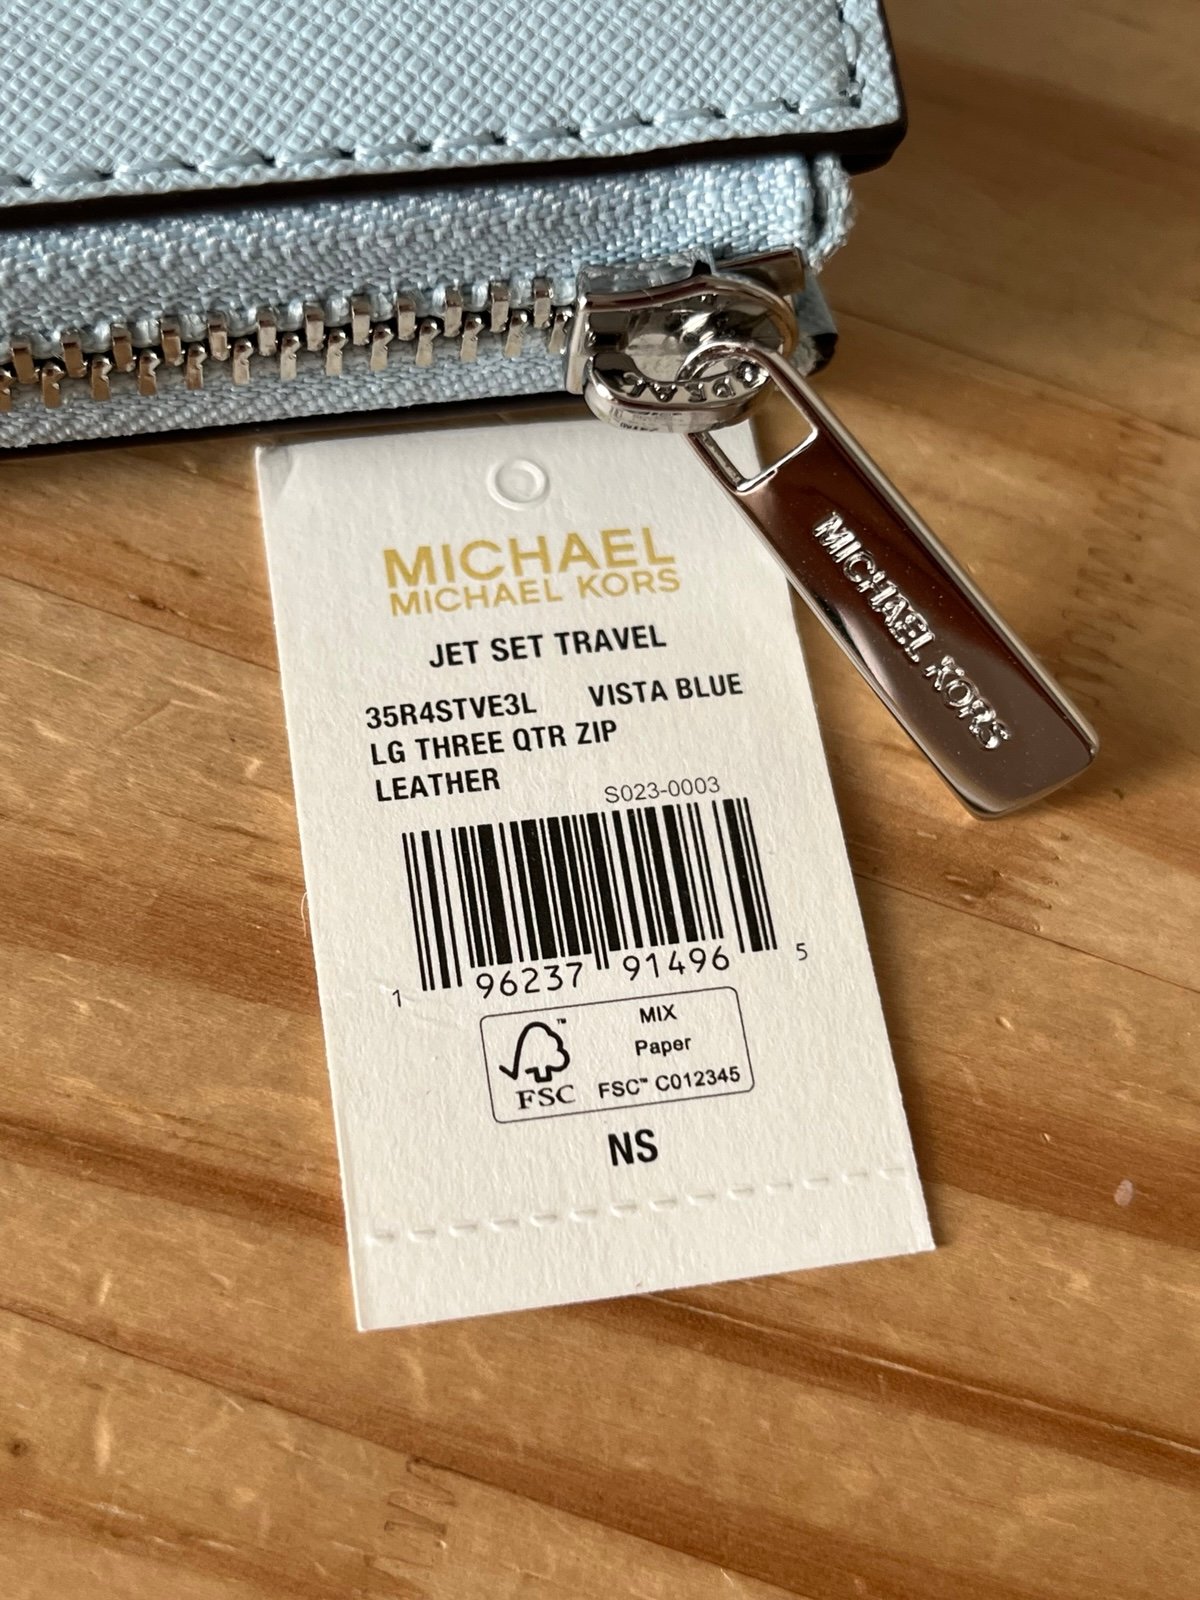 MICHAEL
MICHAEL KORS
JET SET TRAVEL
35R4STVE3L VISTA BLUE
LG THREE QTR ZIP
LEATHER
S023-0003
1 96237 91496 5
FSC
MIX
Paper
FSC™ C012345
NS
MICHAEL KORS